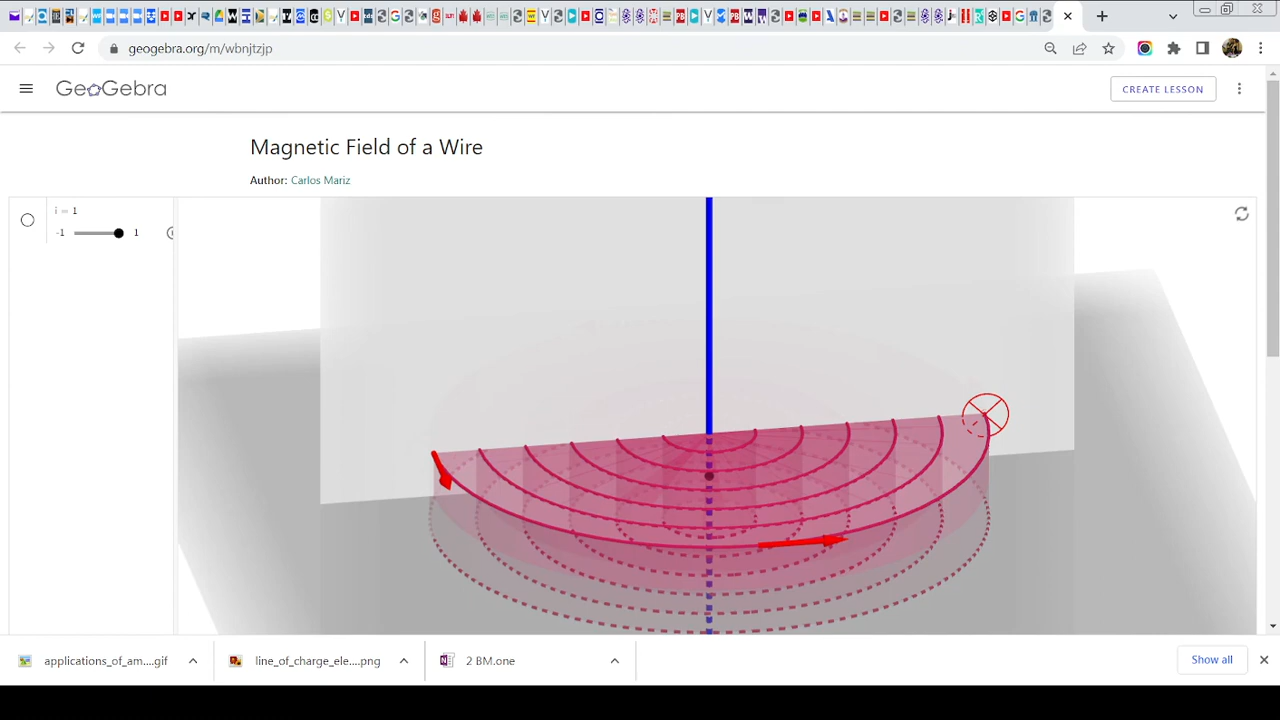 geogebra.org/m/wbnjtzjp
GeoGebra
CREATE LESSON
Magnetic Field of a Wire
Author: Carlos Mariz
i = 1
-1
1
applications_of_am....gif
line_of_charge_ele....png
2 BM.one
Show all